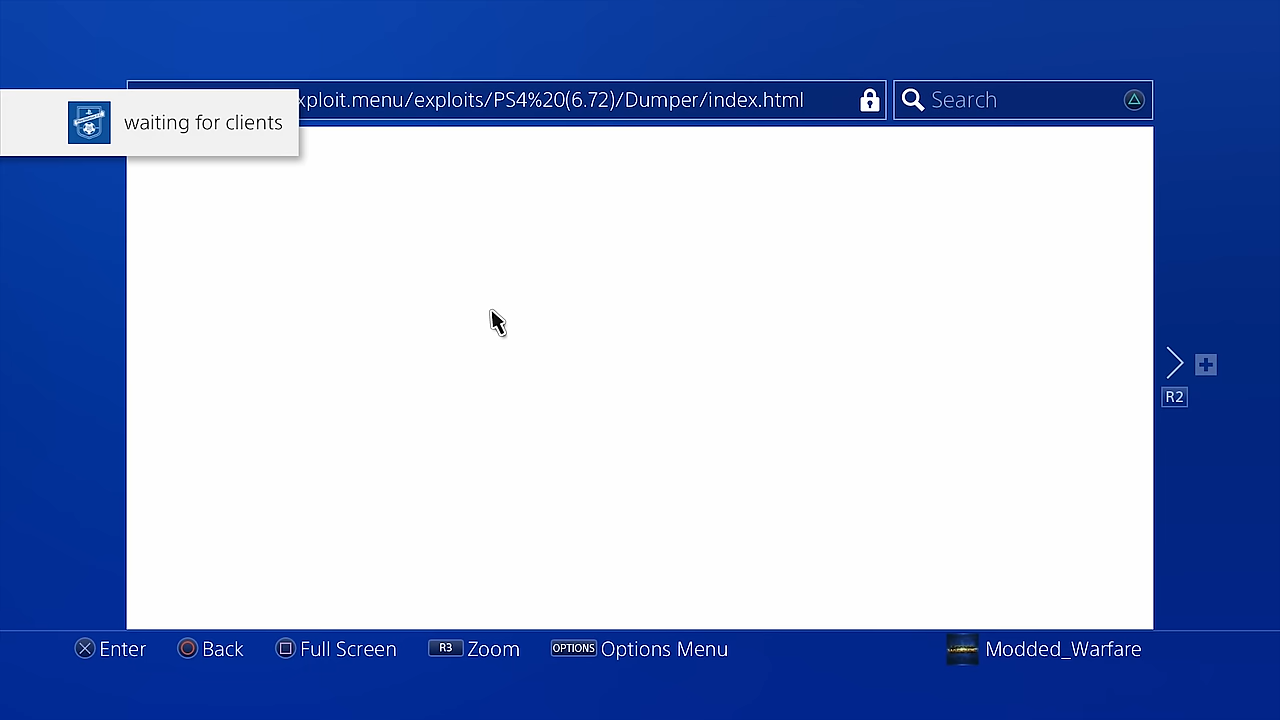 xploit.menu/exploits/PS4%20(6.72)/Dumper/index.html
Search
waiting for clients
R2
Enter
Back
Full Screen
R3 Zoom
OPTIONS Options Menu
Modded_Warfare